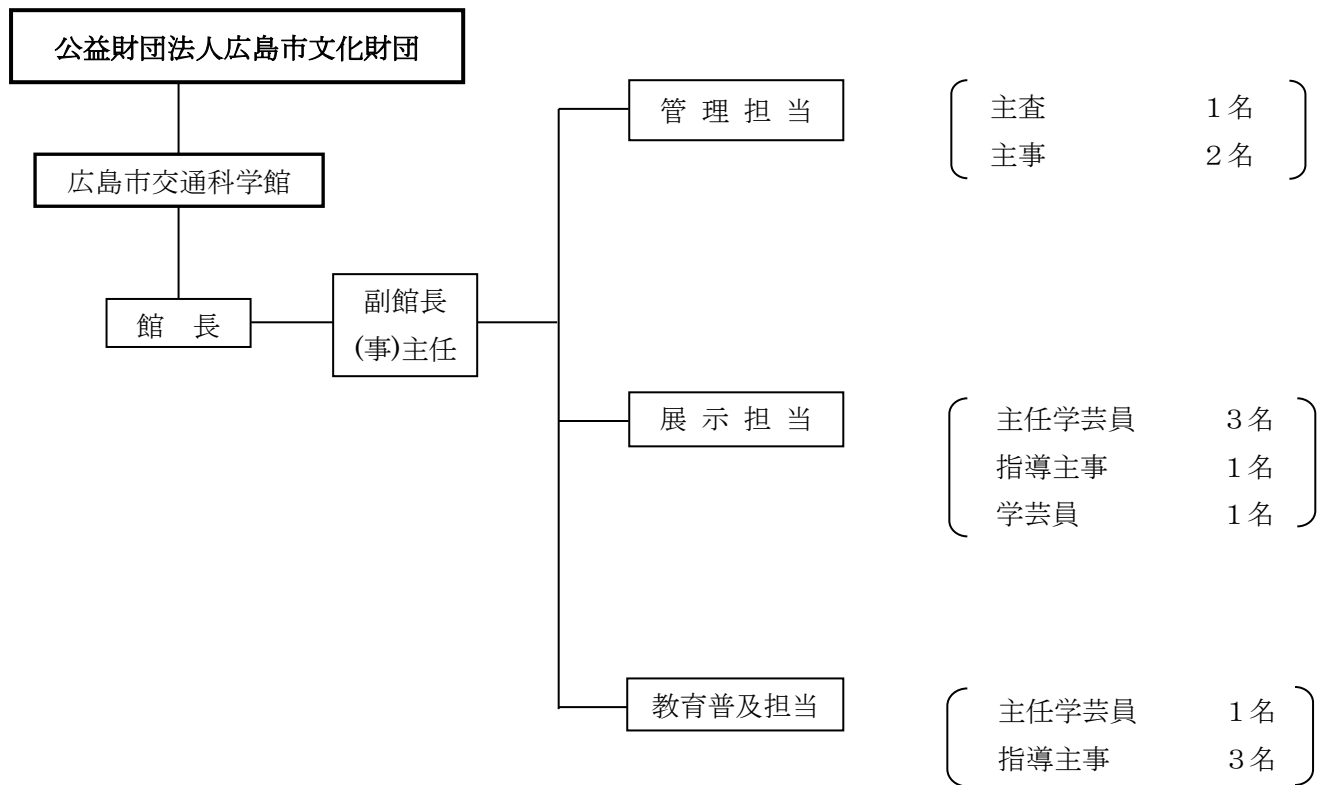 公益財団法人広島市文化財団
広島市交通科学館
館　長
副館長
(事)主任
管 理 担 当
主査　1名
主事　2名
展 示 担 当
主任学芸員　3名
指導主事　1名
学芸員　1名
教育普及担当
主任学芸員　1名
指導主事　3名